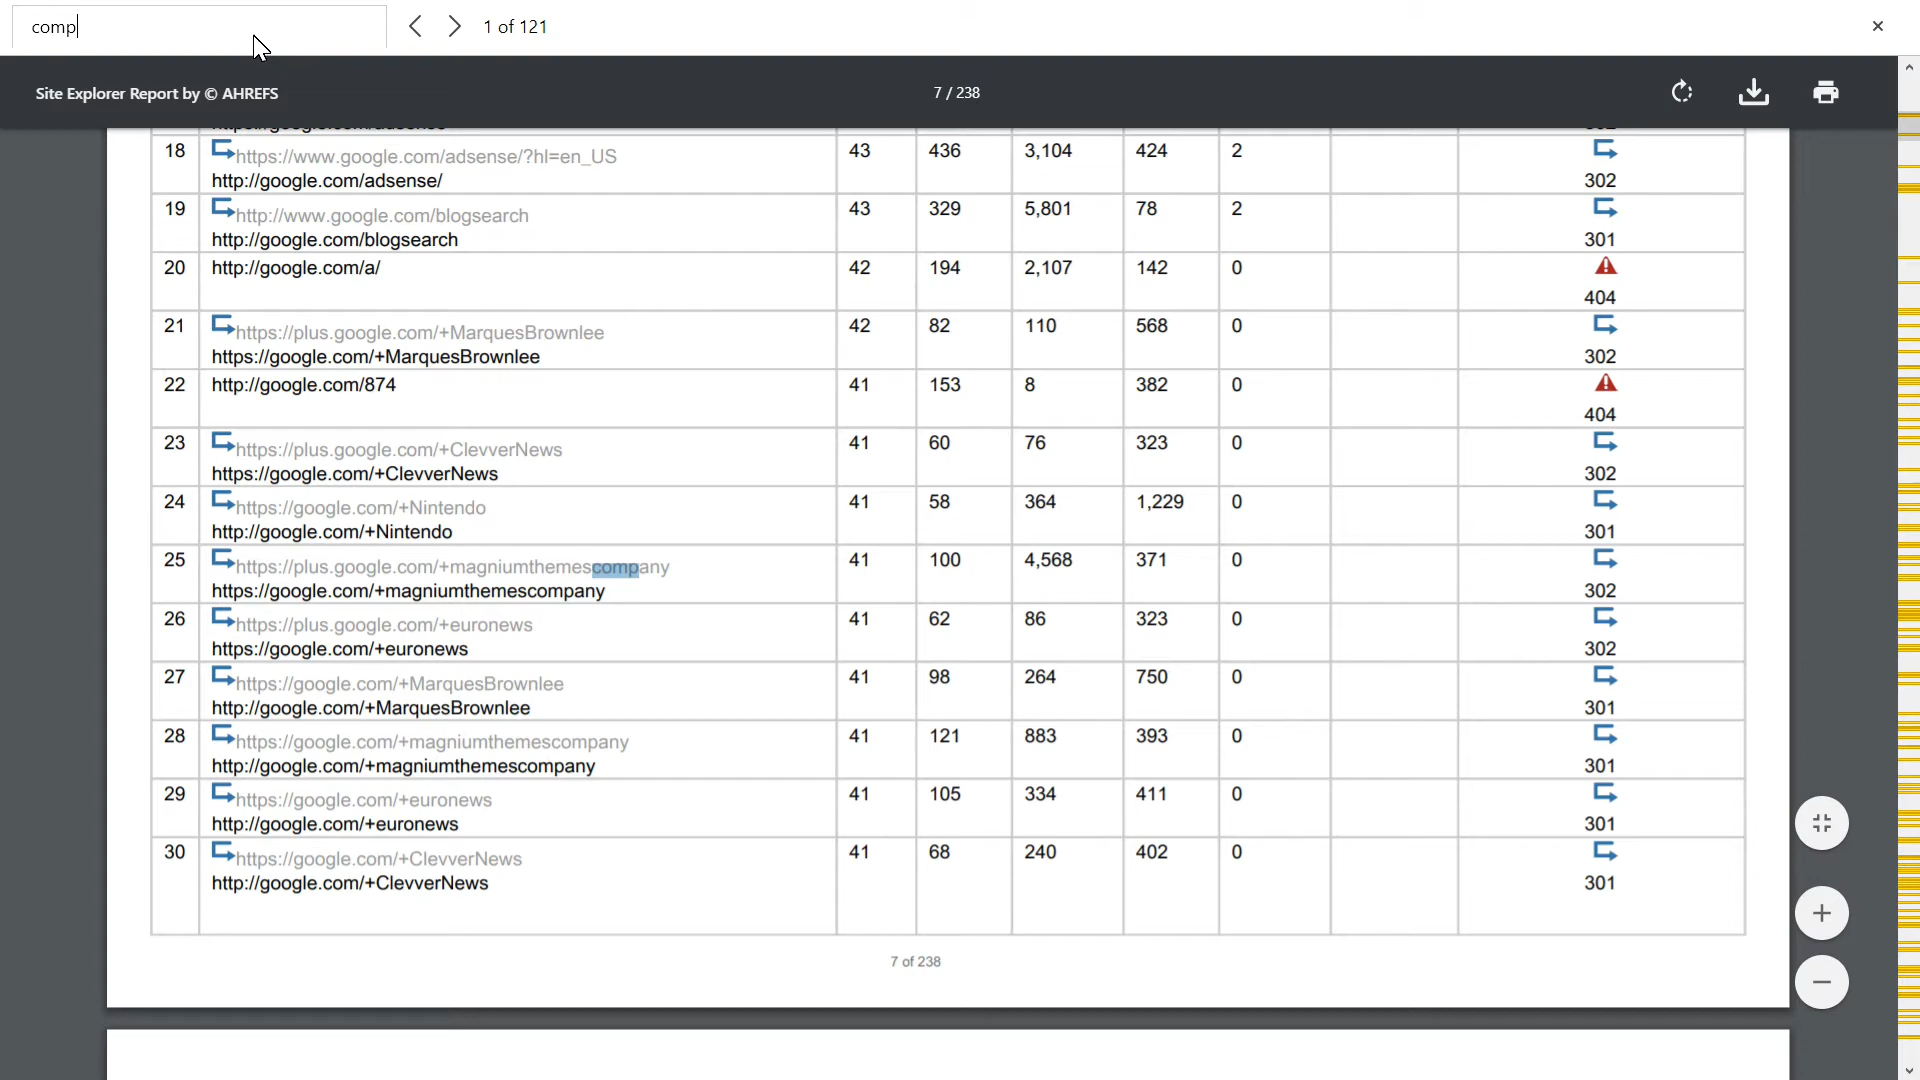 comp
1 of 121
Site Explorer Report by © AHREFS
7 / 238
18 https://www.google.com/adsense/?hl=en_US 43 436 3,104 424 2
http://google.com/adsense/ 302
19 http://www.google.com/blogsearch 43 329 5,801 78 2
http://google.com/blogsearch 301
20 http://google.com/a/ 42 194 2,107 142 0
404
21 https://plus.google.com/+MarquesBrownlee 42 82 110 568 0
https://google.com/+MarquesBrownlee 302
22 http://google.com/874 41 153 8 382 0
404
23 https://plus.google.com/+ClevverNews 41 60 76 323 0
https://google.com/+ClevverNews 302
24 https://google.com/+Nintendo 41 58 364 1,229 0
http://google.com/+Nintendo 301
25 https://plus.google.com/+magniumthemescompany 41 100 4,568 371 0
https://google.com/+magniumthemescompany 302
26 https://plus.google.com/+euronews 41 62 86 323 0
https://google.com/+euronews 302
27 https://google.com/+MarquesBrownlee 41 98 264 750 0
http://google.com/+MarquesBrownlee 301
28 https://google.com/+magniumthemescompany 41 121 883 393 0
http://google.com/+magniumthemescompany 301
29 https://google.com/+euronews 41 105 334 411 0
http://google.com/+euronews 301
30 https://google.com/+ClevverNews 41 68 240 402 0
http://google.com/+ClevverNews 301
7 of 238